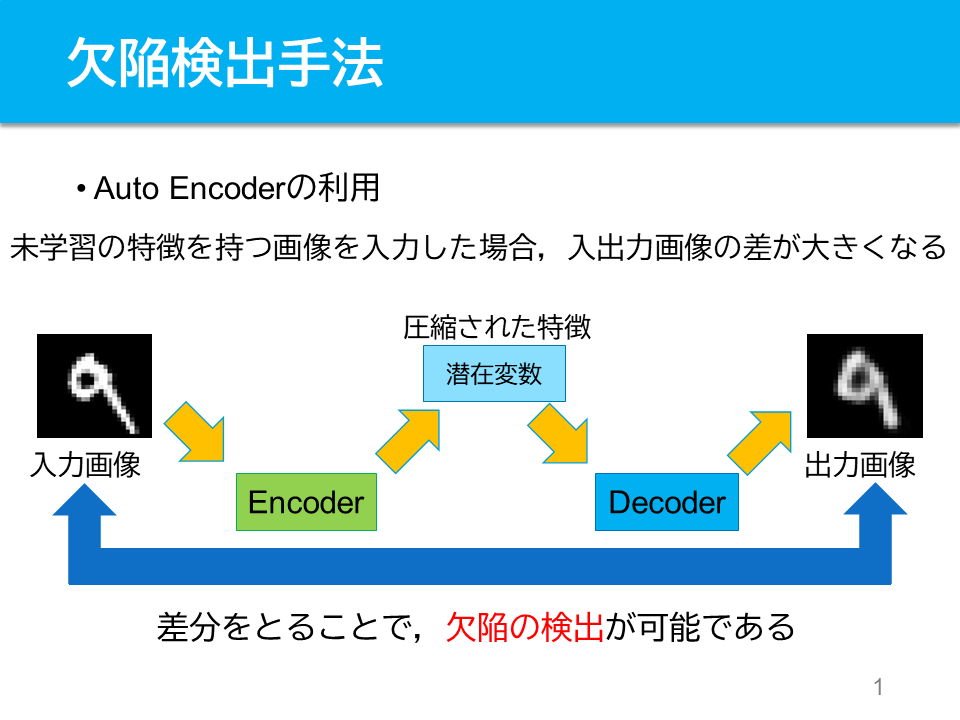 欠陥検出手法
• Auto Encoderの利用
未学習の特徴を持つ画像を入力した場合，入出力画像の差が大きくなる
圧縮された特徴
潜在変数
入力画像
出力画像
Encoder
Decoder
差分をとることで，欠陥の検出が可能である
1